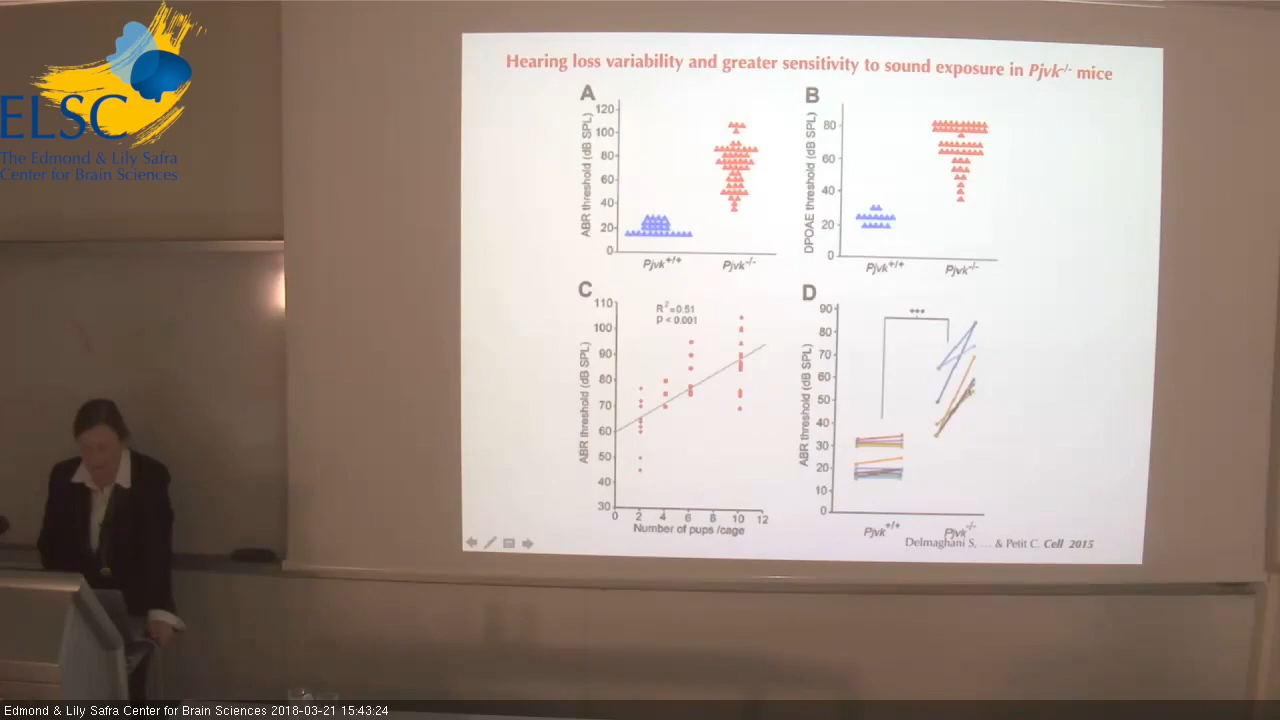 ELSC
The Edmond & Lily Safra
Center for Brain Sciences
Hearing loss variability and greater sensitivity to sound exposure in Pjvk-/- mice
A
ABR threshold (dB SPL)
120
100
80
60
40
20
0
Pjvk+/+
Pjvk-/-
B
DPOAE threshold (dB SPL)
80
60
40
20
0
Pjvk+/+
Pjvk-/-
C
R2=0.51
P < 0.001
ABR threshold (dB SPL)
110
100
90
80
70
60
50
40
30
0 2 4 6 8 10 12
Number of pups /cage
D
***
ABR threshold (dB SPL)
90
80
70
60
50
40
30
20
10
0
Pjvk+/+
Pjvk-/-
Delmaghani S, ... & Petit C. Cell 2015
Edmond & Lily Safra Center for Brain Sciences 2018-03-21 15:43:24